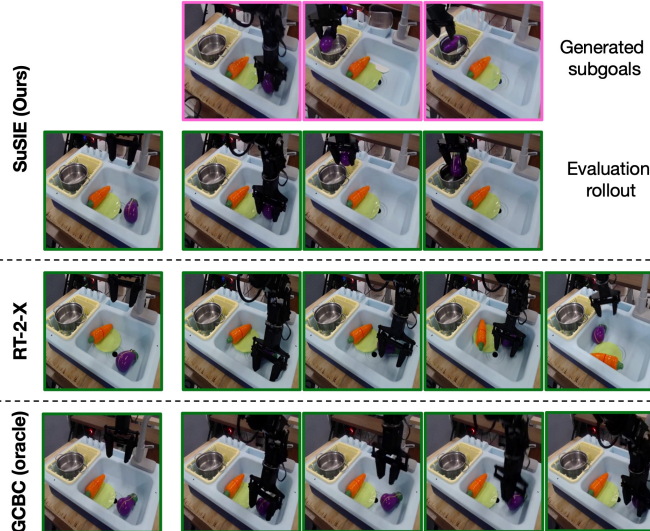 SuSIE (Ours)
Generated
subgoals
Evaluation
rollout
RT-2-X
GCBC (oracle)